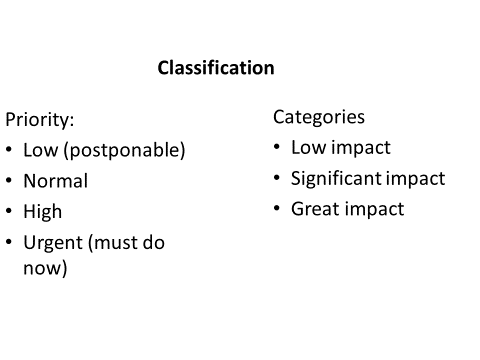 Classification
Priority:
• Low (postponable)
• Normal
• High
• Urgent (must do
now)
Categories
• Low impact
• Significant impact
• Great impact